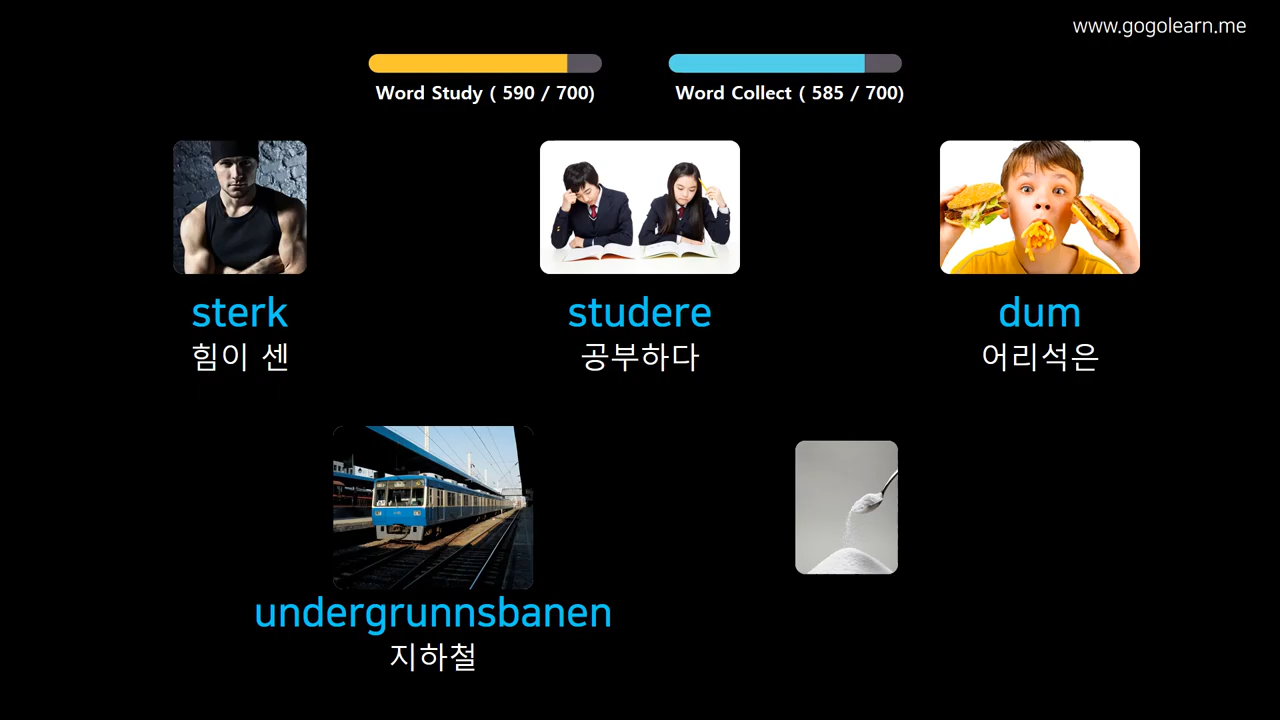 www.gogolearn.me
Word Study ( 590 / 700)
Word Collect ( 585 / 700)
sterk
힘이 센
studere
공부하다
dum
어리석은
undergrunnsbanen
지하철